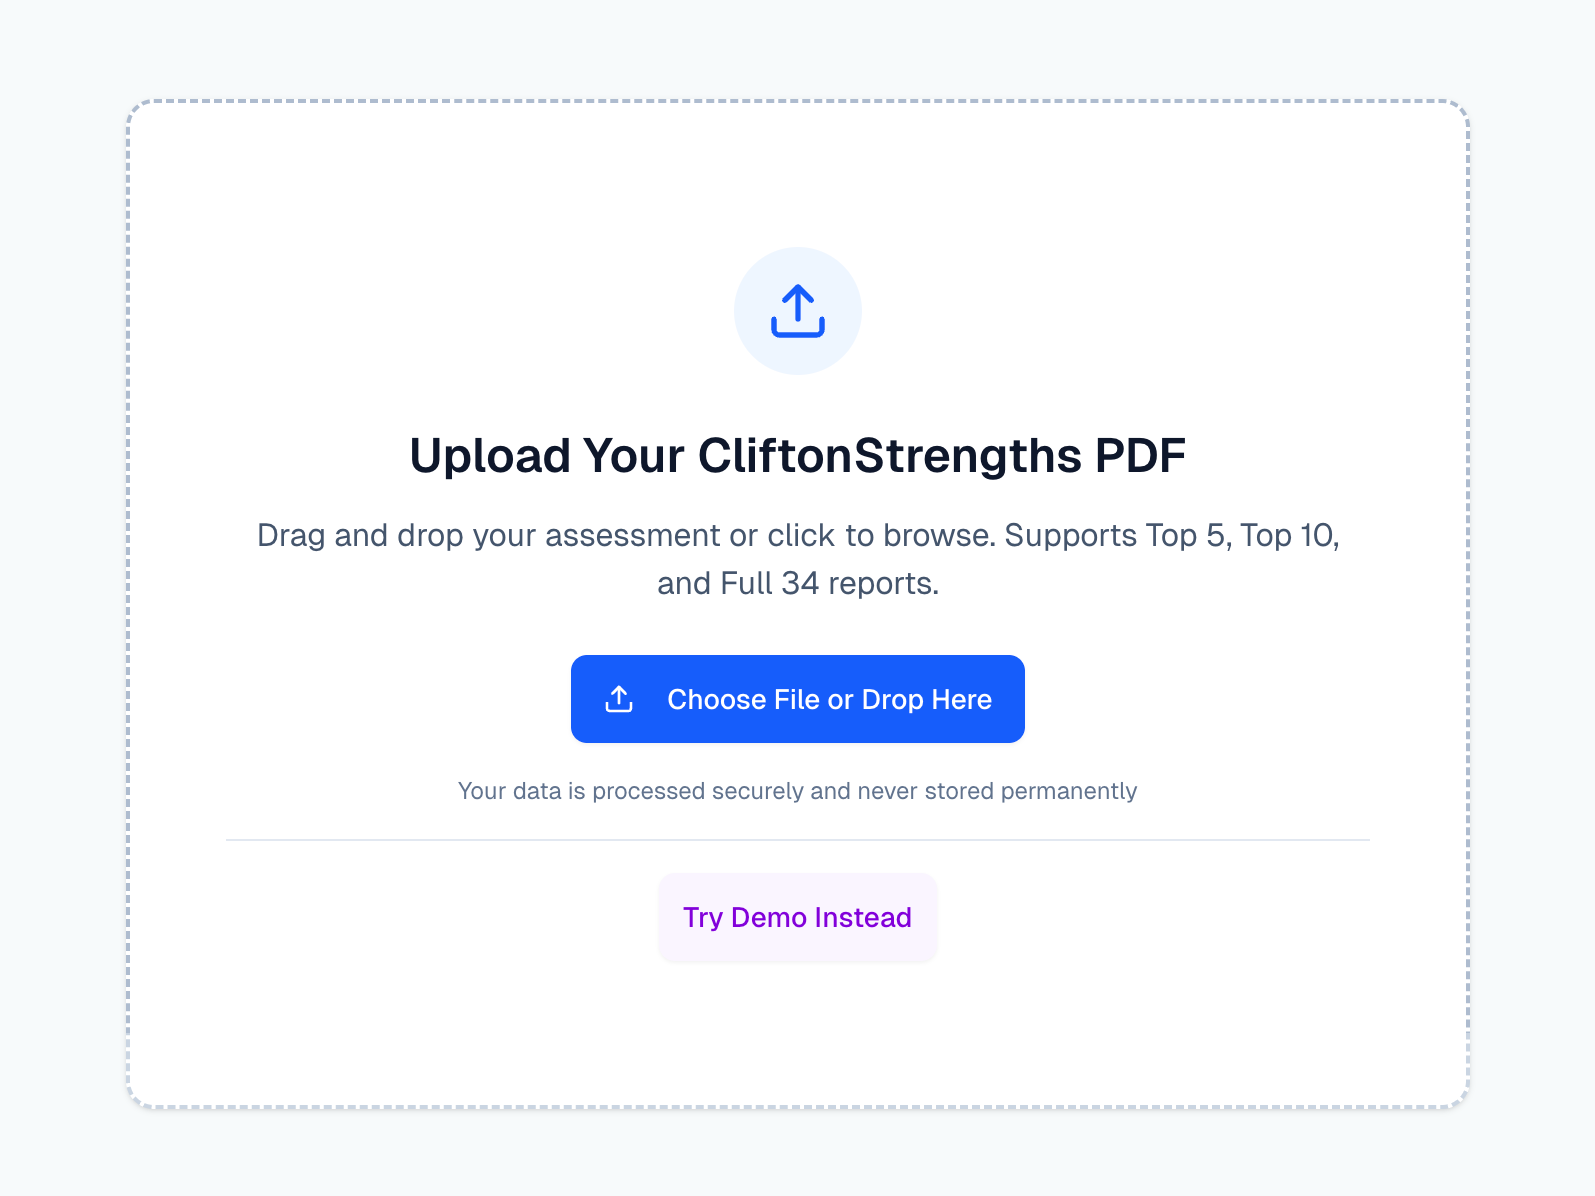 Upload Your CliftonStrengths PDF
Drag and drop your assessment or click to browse. Supports Top 5, Top 10,
and Full 34 reports.
Choose File or Drop Here
Your data is processed securely and never stored permanently
Try Demo Instead